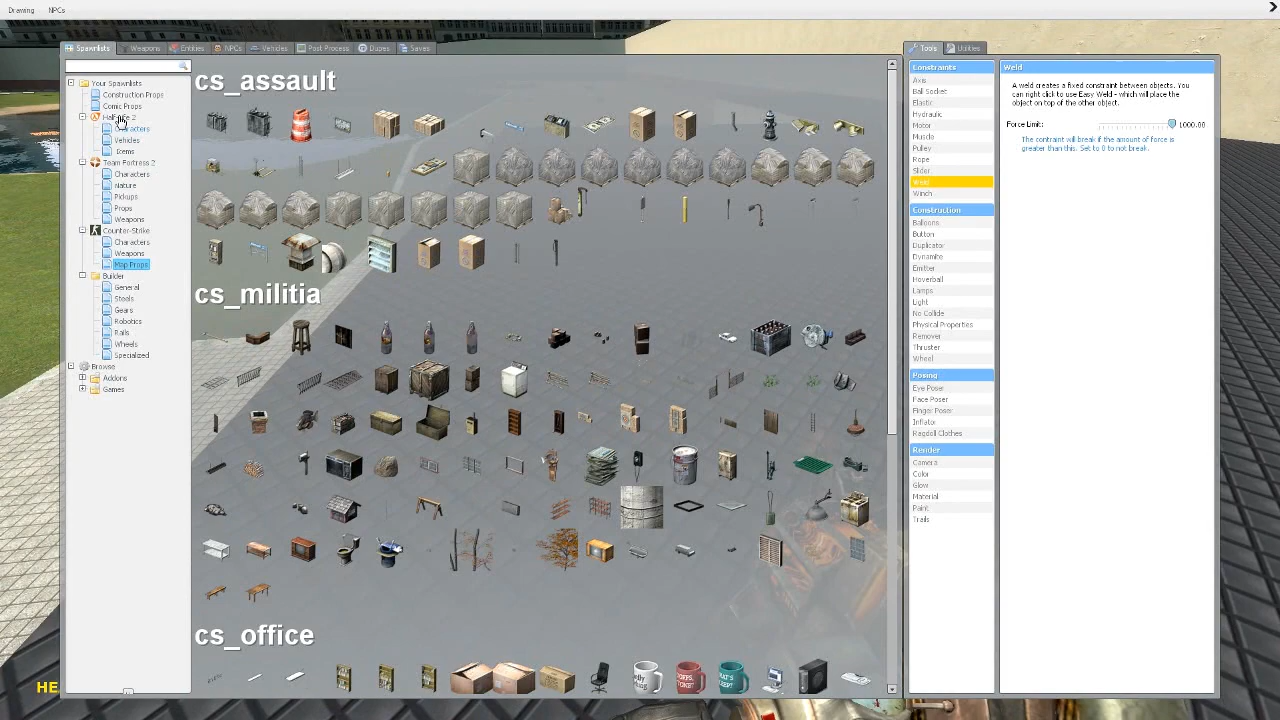 Drawing NPCs
Spawnlists Weapons Entities NPCs Vehicles Post Process Dupes Saves
Your Spawnlists
Construction Props
Comic Props
Characters
Vehicles
Items
Team Fortress 2
Characters
Nature
Pickups
Props
Weapons
Counter-Strike
Characters
Weapons
Map Props
Builder
General
Steels
Gears
Robotics
Rails
Wheels
Specialized
Browse
Addons
Games
cs_assault
cs_militia
cs_office
Tools Utilities
Constraints
Axis
Ball Socket
Elastic
Hydraulic
Motor
Muscle
Pulley
Rope
Slider
Weld
Winch
Construction
Balloons
Button
Duplicator
Dynamite
Emitter
Hoverball
Lamps
Light
No Collide
Physical Properties
Remover
Thruster
Wheel
Posing
Eye Poser
Face Poser
Finger Poser
Inflator
Ragdoll Clothes
Render
Camera
Color
Glow
Material
Paint
Trails
Weld
A weld creates a fixed constraint between objects. You
can right click to use Easy Weld - which will place the
object on top of the other object.
Force Limit: 1000.00
The contraint will break if the amount of force is
greater than this. Set to 0 to not break.
HE